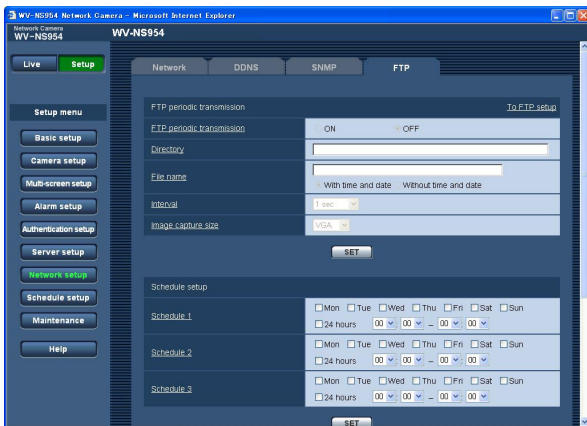 WV-NS954 Network Camera - Microsoft Internet Explorer
Network Camera
WV-NS954
WV-NS954
Live Setup
Network DDNS SNMP FTP
Setup menu
Basic setup
Camera setup
Multi-screen setup
Alarm setup
Authentication setup
Server setup
Network setup
Schedule setup
Maintenance
Help
FTP periodic transmission To FTP setup
FTP periodic transmission ON OFF
Directory
File name
With time and date Without time and date
Interval 1 sec
Image capture size VGA
SET
Schedule setup
Schedule 1
Mon Tue Wed Thu Fri Sat Sun
24 hours 00 : 00 – 00 : 00
Schedule 2
Mon Tue Wed Thu Fri Sat Sun
24 hours 00 : 00 – 00 : 00
Schedule 3
Mon Tue Wed Thu Fri Sat Sun
24 hours 00 : 00 – 00 : 00
SET